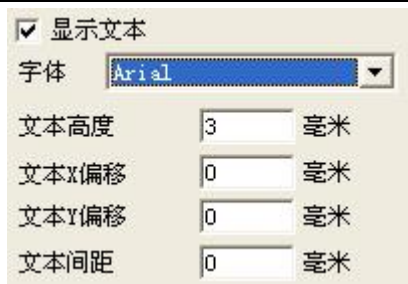 显示文本
字体 Arial
文本高度 3 毫米
文本X偏移 0 毫米
文本Y偏移 0 毫米
文本间距 0 毫米